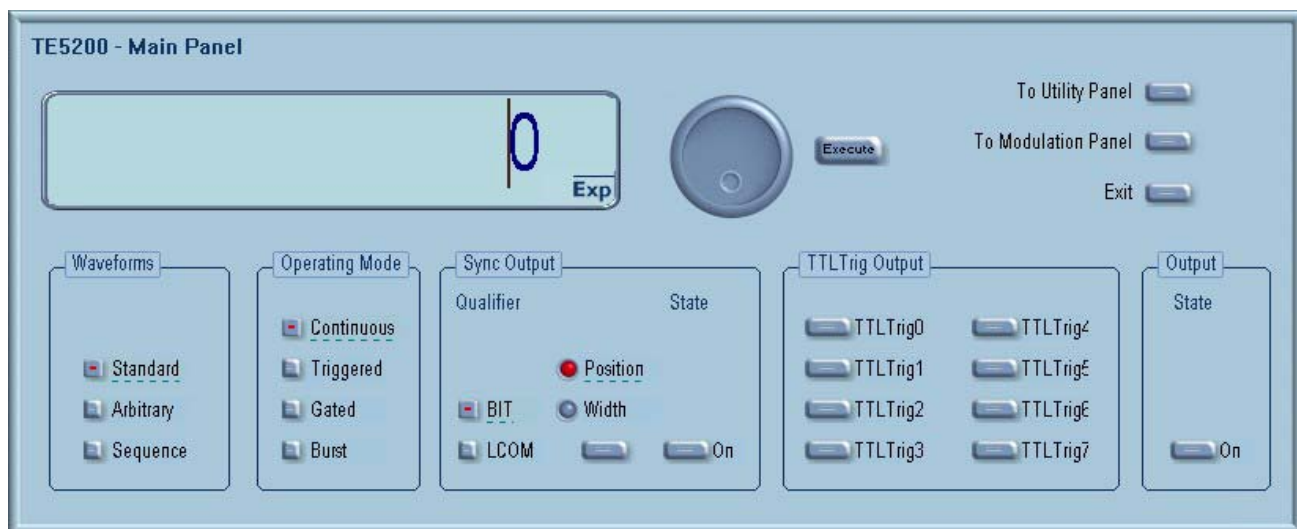 TE5200 - Main Panel
0
Exp
Execute
To Utility Panel
To Modulation Panel
Exit
Waveforms
Standard
Arbitrary
Sequence
Operating Mode
Continuous
Triggered
Gated
Burst
Sync Output
Qualifier
State
Position
BIT
Width
LCOM
On
TTLTrig Output
TTLTrig0
TTLTrig1
TTLTrig2
TTLTrig3
TTLTrig4
TTLTrig5
TTLTrig6
TTLTrig7
Output
State
On